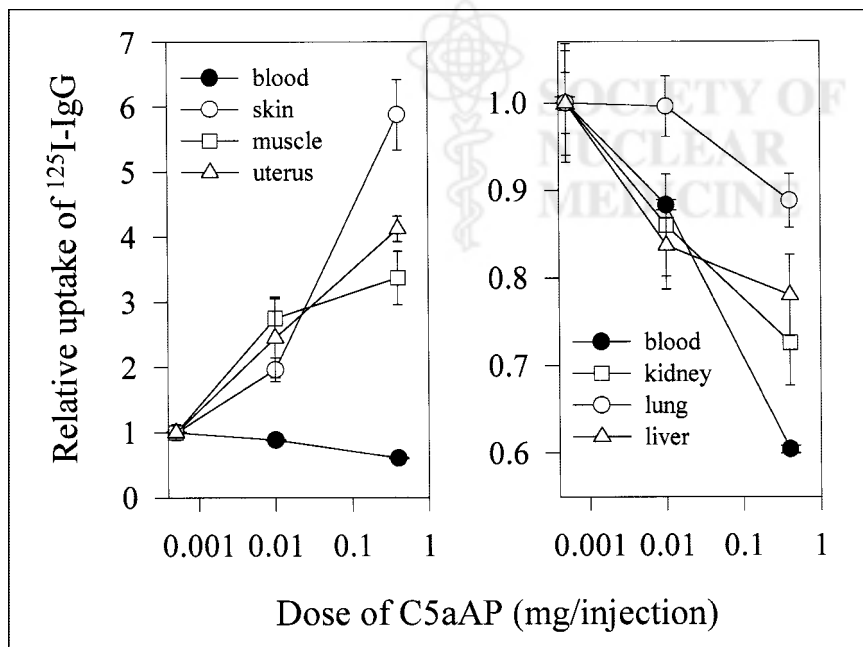 Relative uptake of ¹²⁵I-IgG
7
6
5
4
3
2
1
0
blood
skin
muscle
uterus
0.001 0.01 0.1 1
SOCIETY OF
NUCLEAR
MEDICINE
1.0
0.9
0.8
0.7
0.6
blood
kidney
lung
liver
0.001 0.01 0.1 1
Dose of C5aAP (mg/injection)